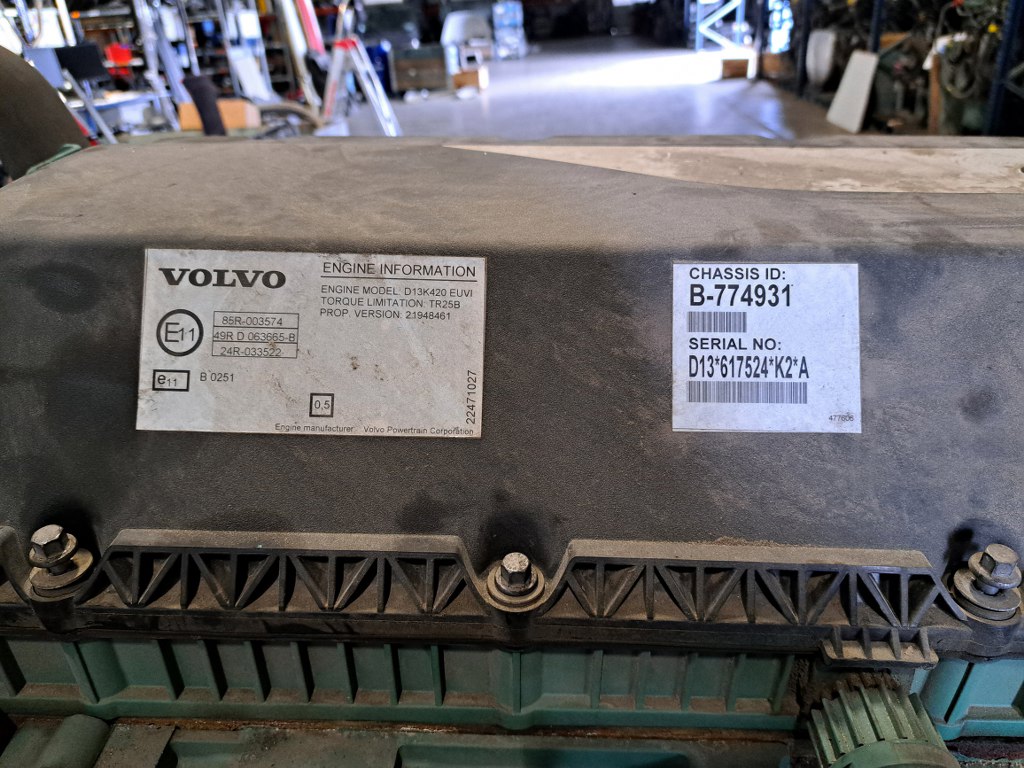 VOLVO
ENGINE INFORMATION
ENGINE MODEL: D13K420 EUVI
TORQUE LIMITATION: TR25B
PROP. VERSION: 21948461
E11
85R-003574
49R D 063665-B
24R-033522
e11
B 0251
0,5
22471027
Engine manufacturer Volvo Powertrain Corporation
CHASSIS ID:
B-774931
SERIAL NO:
D13*617524*K2*A
477806